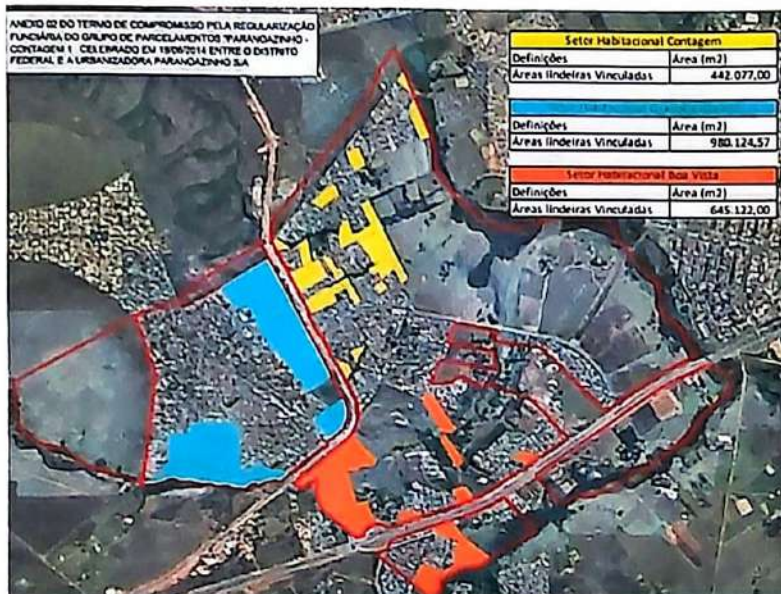 ANEXO 02 DO TERMO DE COMPROMISSO PELA REGULARIZAÇÃO
FUNDIÁRIA DO GRUPO DE PARCELAMENTOS "PARANOAZINHO -
CONTAGEM 1. CELEBRADO EM 18/06/2014 ENTRE O DISTRITO
FEDERAL E A URBANIZADORA PARANOAZINHO S.A
Setor Habitacional Contagem
Definições Área (m2)
Áreas lindeiras Vinculadas 442.077,00
Definições Área (m2)
Áreas lindeiras Vinculadas 980.124,57
Setor Habitacional Boa Vista
Definições Área (m2)
Áreas lindeiras Vinculadas 645.122,00